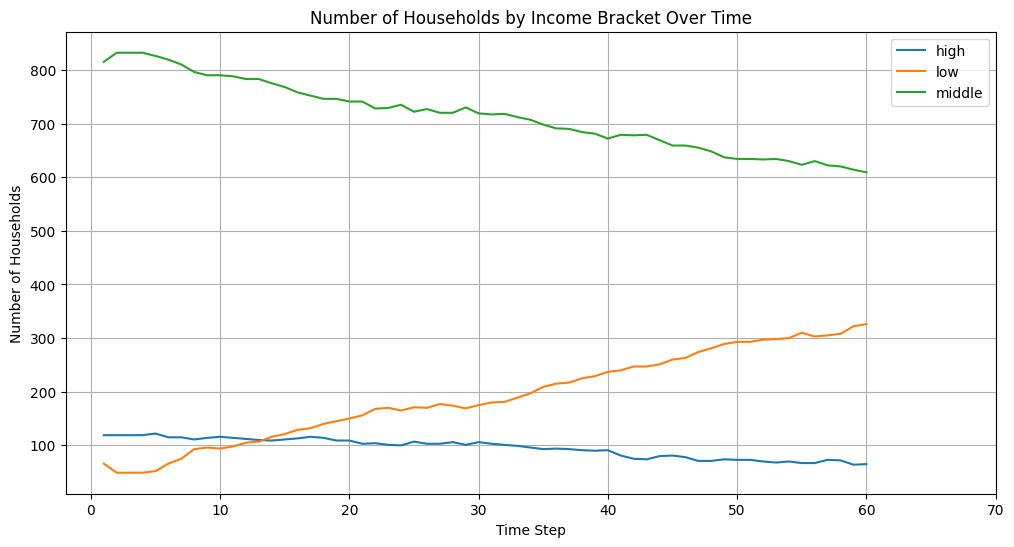 Number of Households by Income Bracket Over Time
high
low
middle
800
700
600
500
400
300
200
100
Number of Households
0 10 20 30 40 50 60 70
Time Step